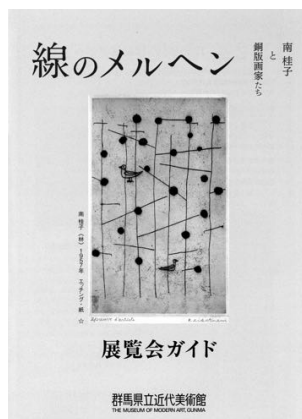 線のメルヘン
南桂子
と
銅版画家たち
南桂子《林》1957年 エッチング・紙 ☆
展覧会ガイド
群馬県立近代美術館
THE MUSEUM OF MODERN ART, GUNMA